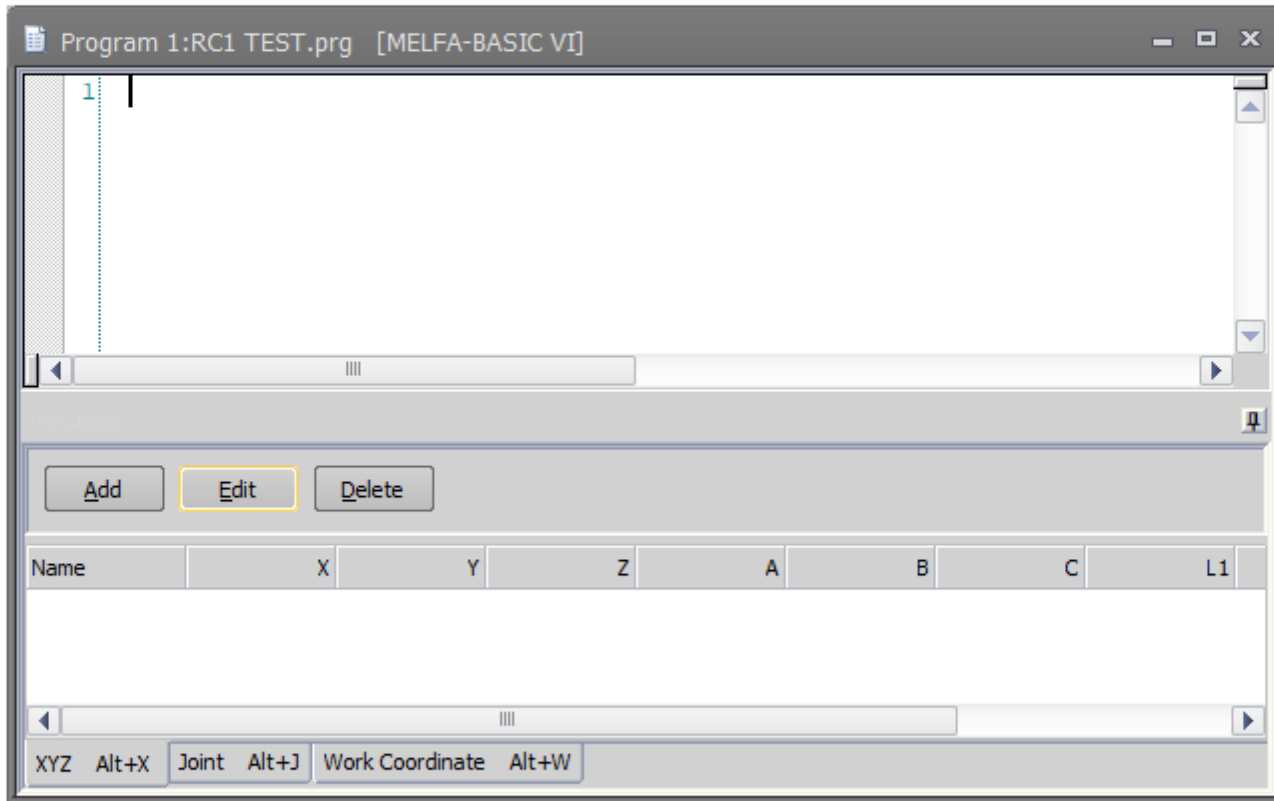 Program 1:RC1 TEST.prg [MELFA-BASIC VI]
1
Add Edit Delete
Name X Y Z A B C L1
XYZ Alt+X Joint Alt+J Work Coordinate Alt+W